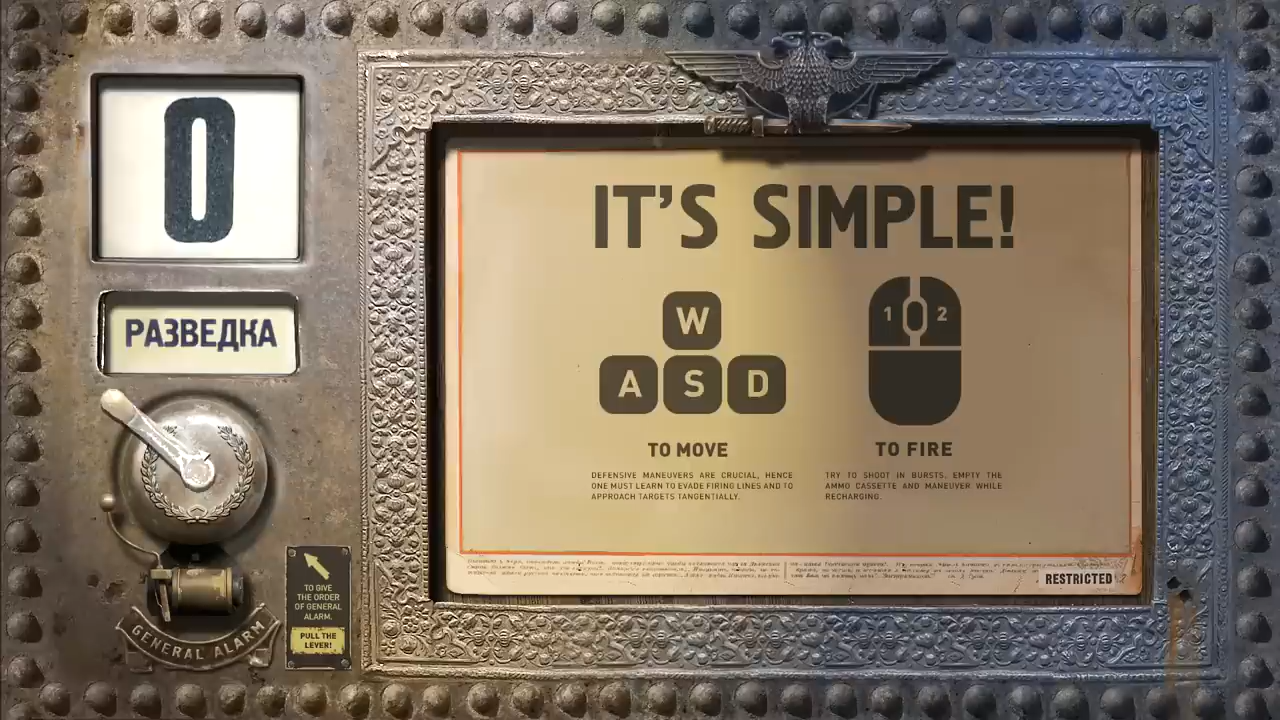 0
РАЗВЕДКА
GENERAL ALARM
TO GIVE
THE ORDER
OF GENERAL
ALARM.
PULL THE
LEVER!
IT'S SIMPLE!
W
A S D
1 2
TO MOVE
DEFENSIVE MANEUVERS ARE CRUCIAL, HENCE
ONE MUST LEARN TO EVADE FIRING LINES AND TO
APPROACH TARGETS TANGENTIALLY.
TO FIRE
TRY TO SHOOT IN BURSTS. EMPTY THE
AMMO CASSETTE AND MANEUVER WHILE
RECHARGING.
RESTRICTED